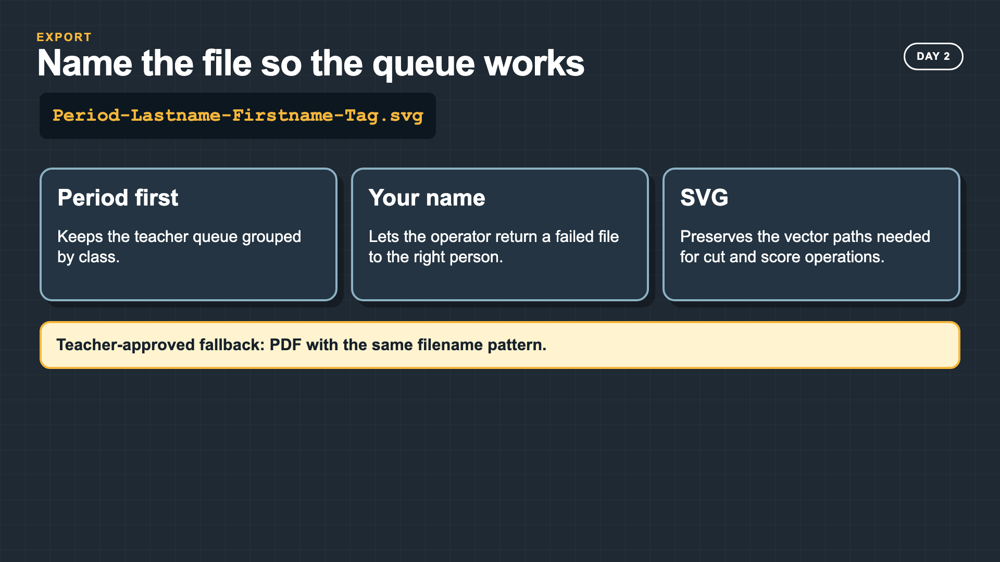 EXPORT
Name the file so the queue works
DAY 2
Period-Lastname-Firstname-Tag.svg
Period first
Keeps the teacher queue grouped
by class.
Your name
Lets the operator return a failed file
to the right person.
SVG
Preserves the vector paths needed
for cut and score operations.
Teacher-approved fallback: PDF with the same filename pattern.